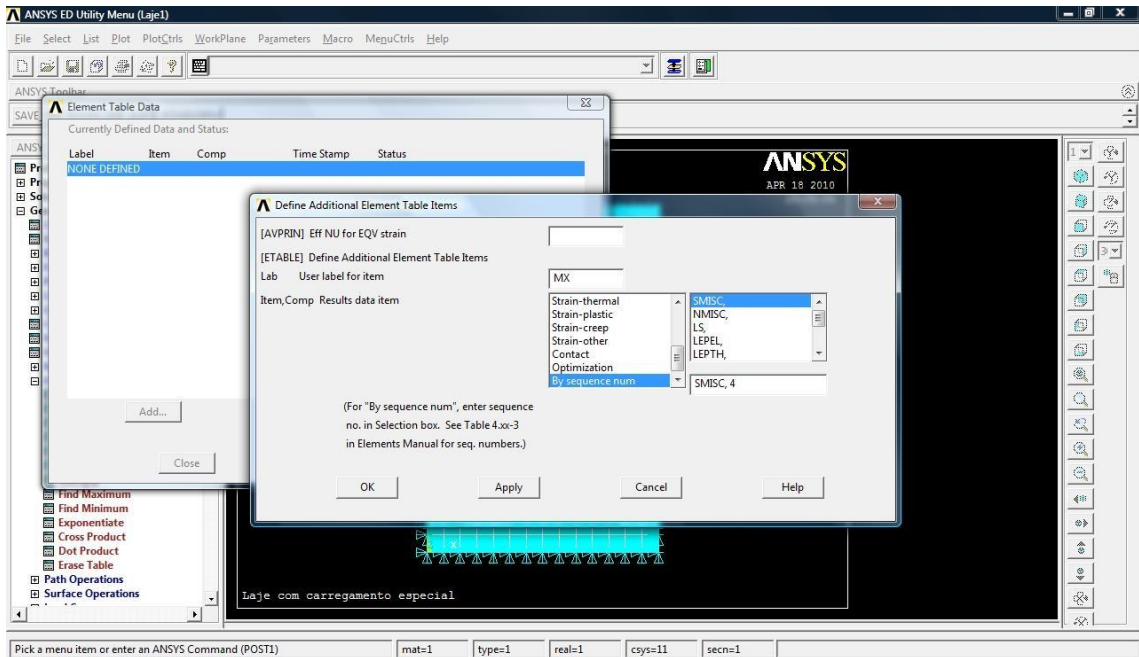 ANSYS ED Utility Menu (Laje1)
File Select List Plot PlotCtrls WorkPlane Parameters Macro MenuCtrls Help
ANSYS Toolbar
SAVE
Element Table Data
Currently Defined Data and Status:
Label Item Comp Time Stamp Status
NONE DEFINED
ANSYS
APR 18 2010
Define Additional Element Table Items
[AVPRIN] Eff NU for EQV strain
[ETABLE] Define Additional Element Table Items
Lab User label for item MX
Item,Comp Results data item
Strain-thermal
Strain-plastic
Strain-creep
Strain-other
Contact
Optimization
By sequence num
SMISC,
NMISC,
LS,
LEPEL,
LEPTH,
SMISC, 4
(For "By sequence num", enter sequence
no. in Selection box. See Table 4.xx-3
in Elements Manual for seq. numbers.)
OK Apply Cancel Help
Add...
Close
Find Maximum
Find Minimum
Exponentiate
Cross Product
Dot Product
Erase Table
Path Operations
Surface Operations
X
Laje com carregamento especial
Pick a menu item or enter an ANSYS Command (POST1) mat=1 type=1 real=1 csys=11 secn=1